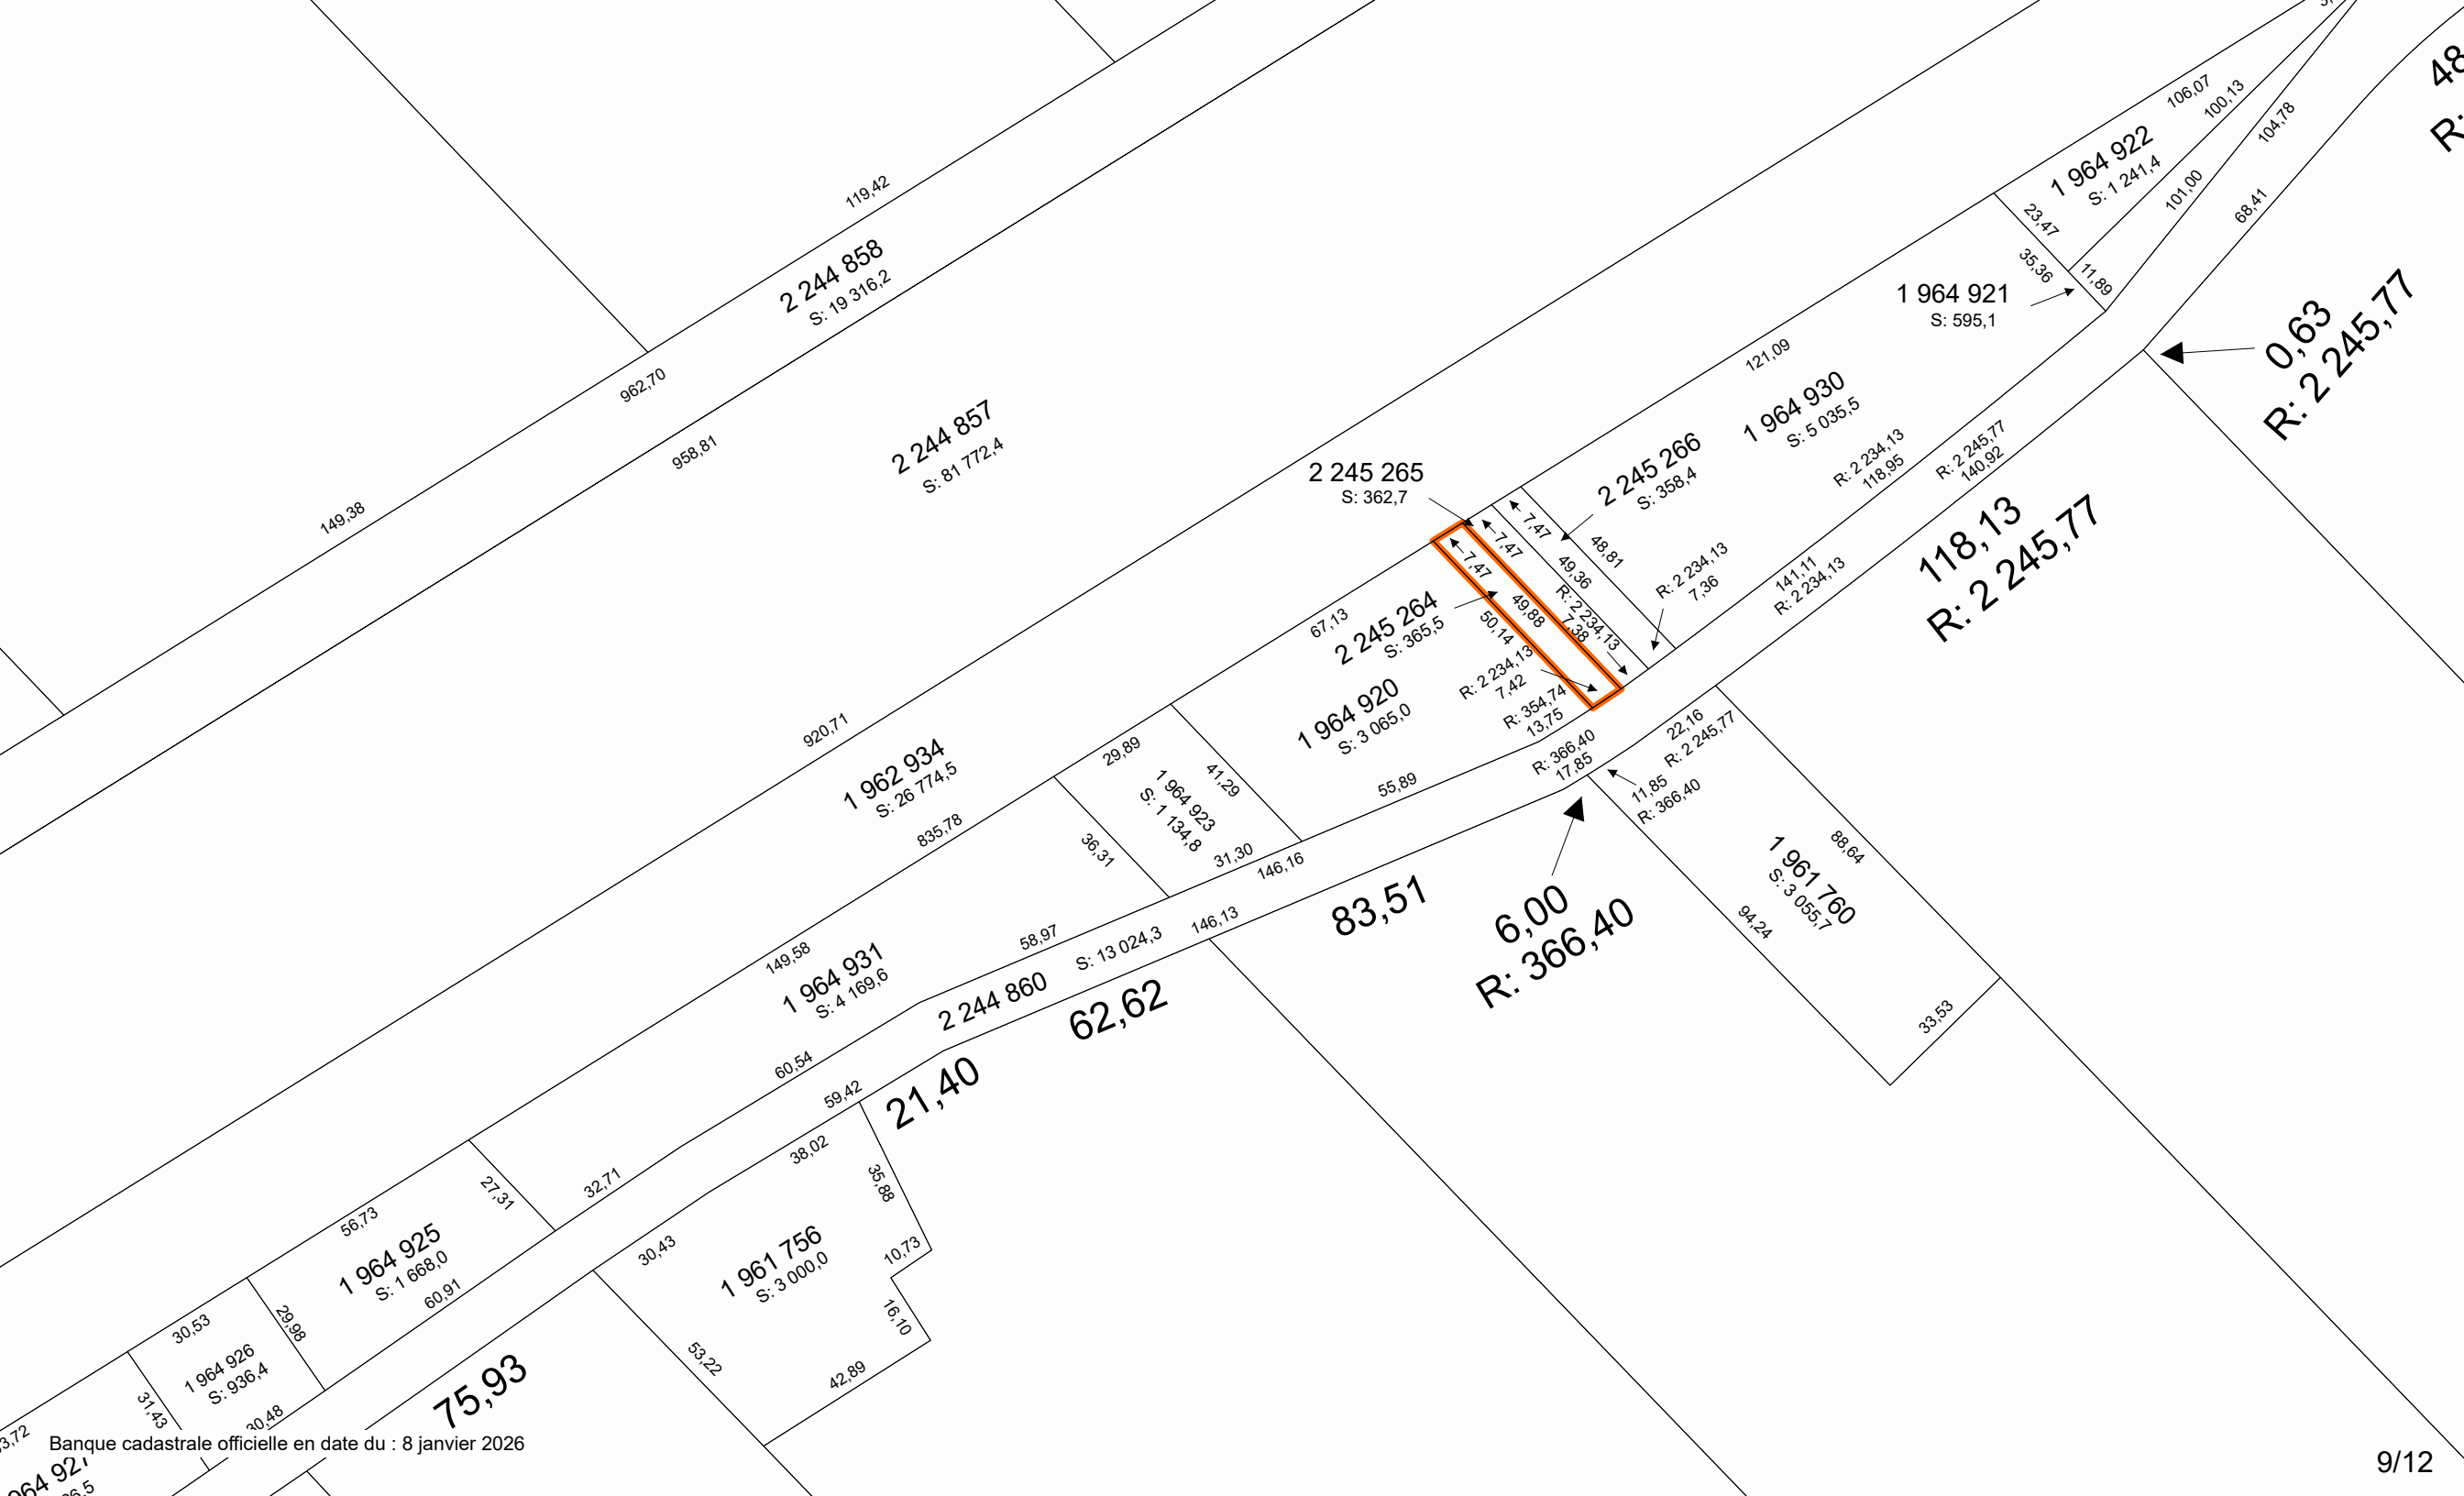 106,07
100,13
104,78
1 964 922
S: 1 241,4
101,00
68,41
23,47
35,36
11,89
1 964 921
S: 595,1
0,63
R: 2 245,77
119,42
2 244 858
S: 19 316,2
962,70
958,81
149,38
2 244 857
S: 81 772,4
121,09
1 964 930
S: 5 035,5
2 245 266
S: 358,4
2 245 265
S: 362,7
R: 2 234,13
118,95
R: 2 245,77
140,92
118,13
R: 2 245,77
7,47
7,47
7,47
48,81
49,36
R: 2 234,13
7,36
141,11
R: 2 234,13
R: 2 234,13
7,38
49,88
50,14
67,13
2 245 264
S: 365,5
R: 2 234,13
7,42
R: 354,74
13,75
1 964 920
S: 3 065,0
920,71
1 962 934
S: 26 774,5
835,78
29,89
41,29
1 964 923
S: 1 134,8
36,31
31,30
55,89
146,16
R: 366,40
17,85
22,16
R: 2 245,77
11,85
R: 366,40
88,64
1 961 760
S: 3 055,7
94,24
33,53
83,51
6,00
R: 366,40
149,58
1 964 931
S: 4 169,6
58,97
2 244 860
S: 13 024,3
146,13
62,62
60,54
59,42
21,40
38,02
35,88
32,71
27,31
56,73
1 964 925
S: 1 668,0
60,91
30,43
1 961 756
S: 3 000,0
10,73
16,10
42,89
53,22
30,53
29,98
1 964 926
S: 936,4
31,43
30,48
75,93
Banque cadastrale officielle en date du : 8 janvier 2026
9/12